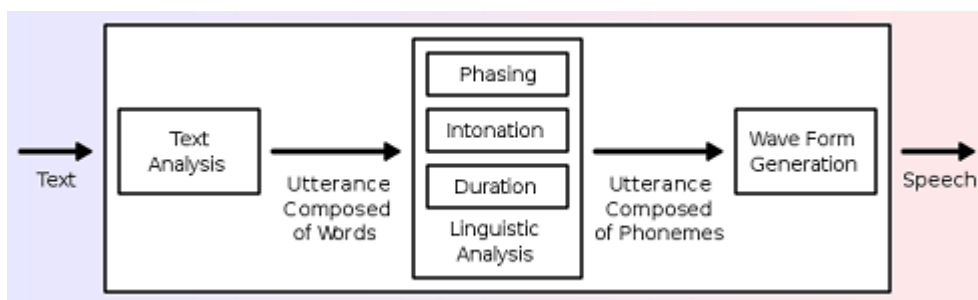 Text
Text
Analysis
Utterance
Composed
of Words
Phasing
Intonation
Duration
Linguistic
Analysis
Utterance
Composed
of Phonemes
Wave Form
Generation
Speech